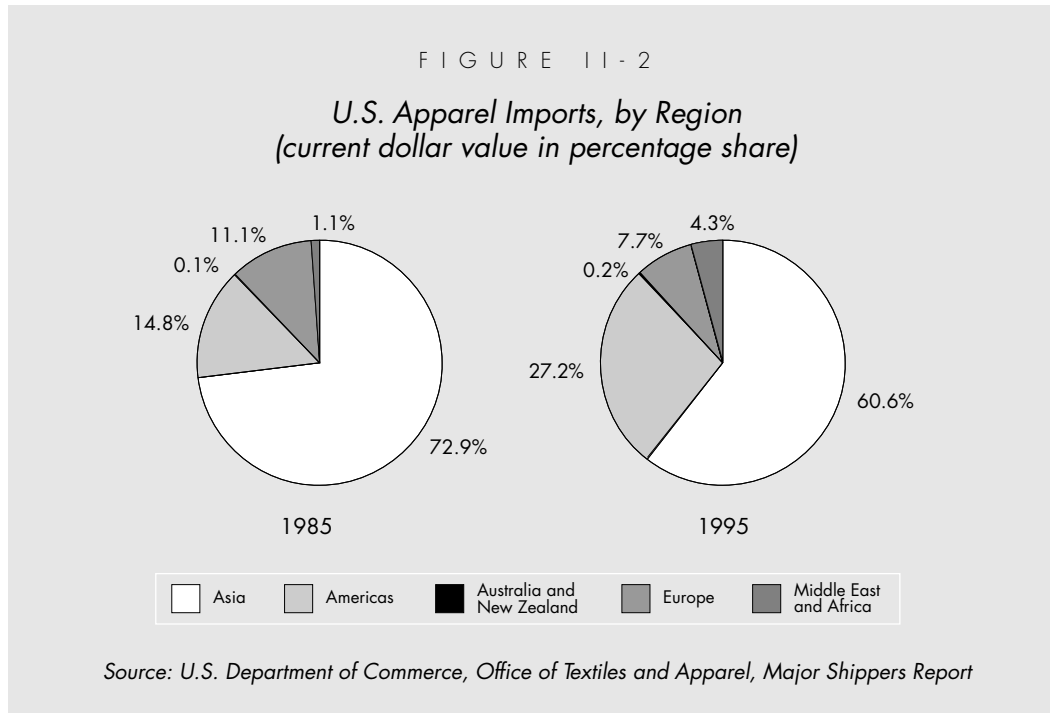 FIGURE II-2
U.S. Apparel Imports, by Region
(current dollar value in percentage share)
1.1%
11.1%
0.1%
14.8%
72.9%
1985
4.3%
7.7%
0.2%
27.2%
60.6%
1995
Asia
Americas
Australia and
New Zealand
Europe
Middle East
and Africa
Source: U.S. Department of Commerce, Office of Textiles and Apparel, Major Shippers Report